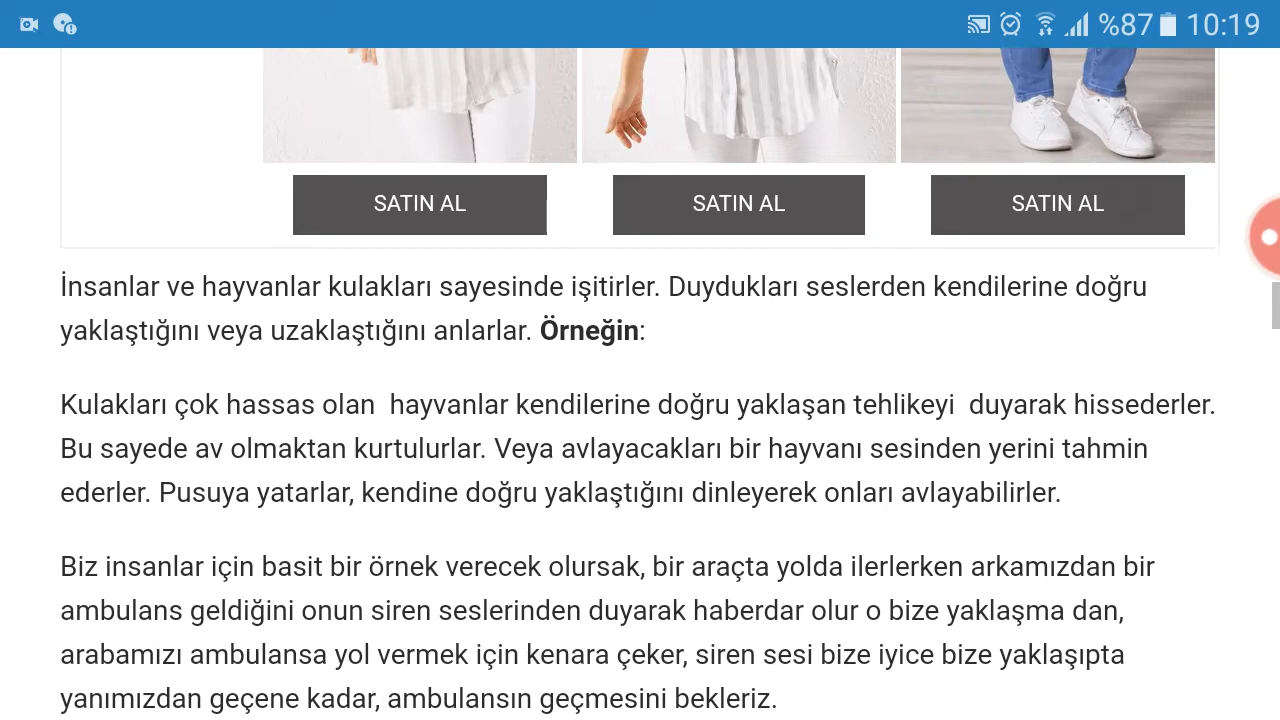 %87 10:19
SATIN AL SATIN AL SATIN AL
İnsanlar ve hayvanlar kulakları sayesinde işitirler. Duydukları seslerden kendilerine doğru
yaklaştığını veya uzaklaştığını anlarlar. Örneğin:
Kulakları çok hassas olan  hayvanlar kendilerine doğru yaklaşan tehlikeyi  duyarak hissederler.
Bu sayede av olmaktan kurtulurlar. Veya avlayacakları bir hayvanı sesinden yerini tahmin
ederler. Pusuya yatarlar, kendine doğru yaklaştığını dinleyerek onları avlayabilirler.
Biz insanlar için basit bir örnek verecek olursak, bir araçta yolda ilerlerken arkamızdan bir
ambulans geldiğini onun siren seslerinden duyarak haberdar olur o bize yaklaşma dan,
arabamızı ambulansa yol vermek için kenara çeker, siren sesi bize iyice bize yaklaşıpta
yanımızdan geçene kadar, ambulansın geçmesini bekleriz.